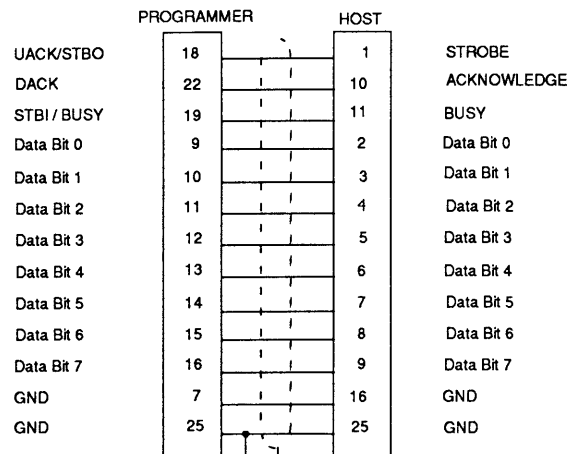 PROGRAMMER HOST
UACK/STBO 18 1 STROBE
DACK 22 10 ACKNOWLEDGE
STBI / BUSY 19 11 BUSY
Data Bit 0 9 2 Data Bit 0
Data Bit 1 10 3 Data Bit 1
Data Bit 2 11 4 Data Bit 2
Data Bit 3 12 5 Data Bit 3
Data Bit 4 13 6 Data Bit 4
Data Bit 5 14 7 Data Bit 5
Data Bit 6 15 8 Data Bit 6
Data Bit 7 16 9 Data Bit 7
GND 7 16 GND
GND 25 25 GND